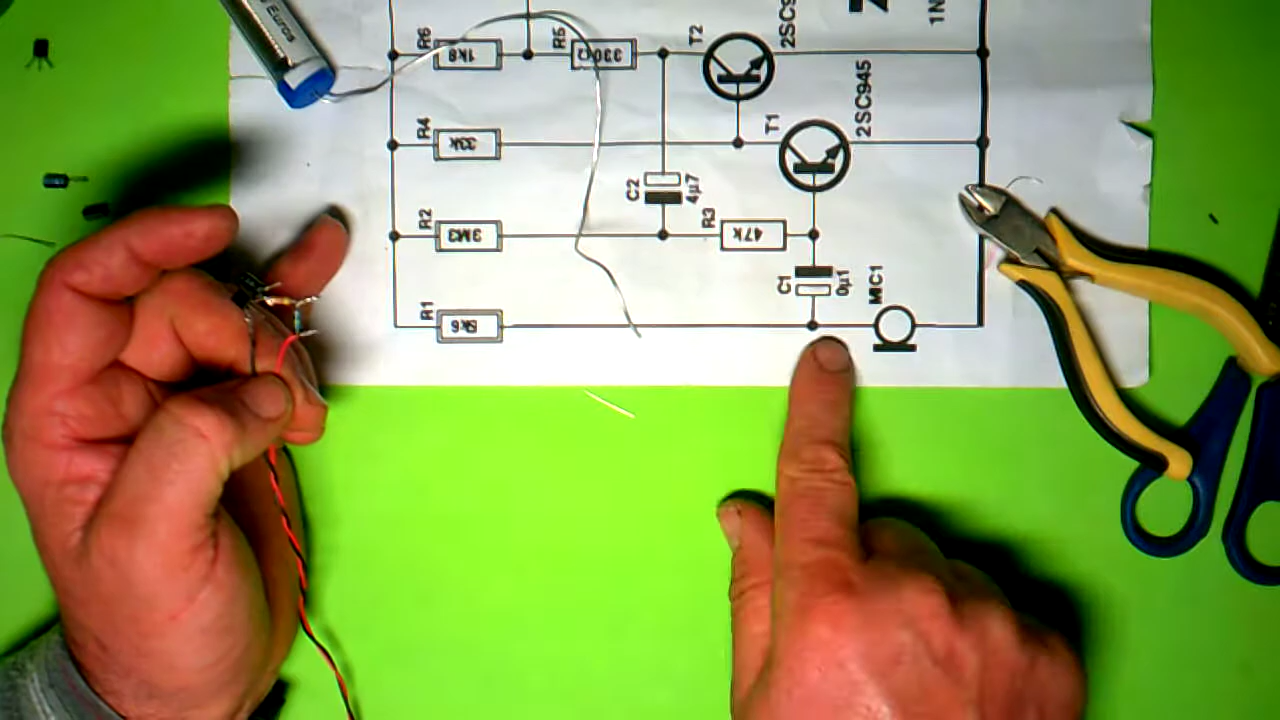 Euros
R6
1k8
R5
330Ω
T2
2SC9
1N
R4
33k
T1
2SC945
R2
3M3
C2
4µ7
R3
47k
C1
0µ1
MC1
R1
5k6